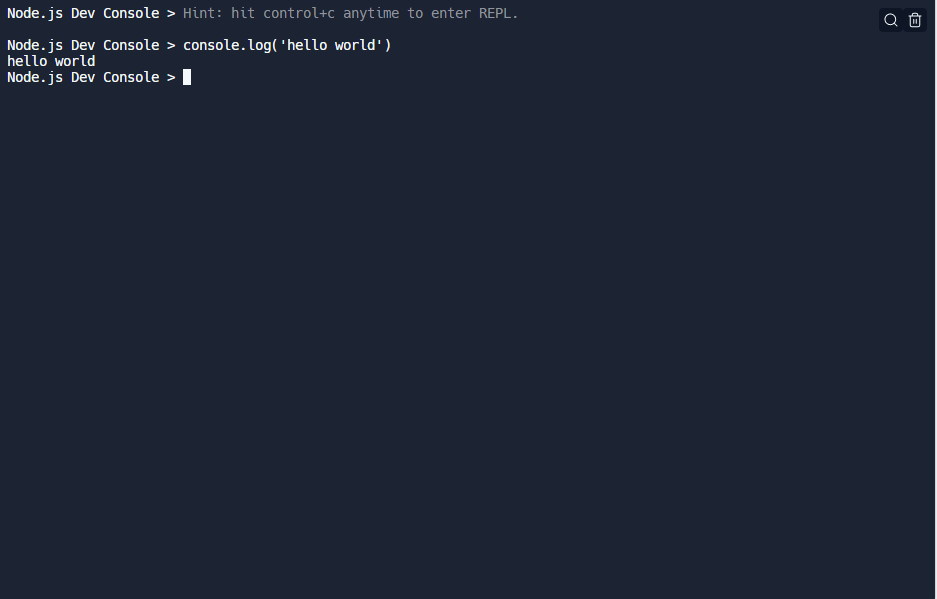 Node.js Dev Console > Hint: hit control+c anytime to enter REPL.
Node.js Dev Console > console.log('hello world')
hello world
Node.js Dev Console >